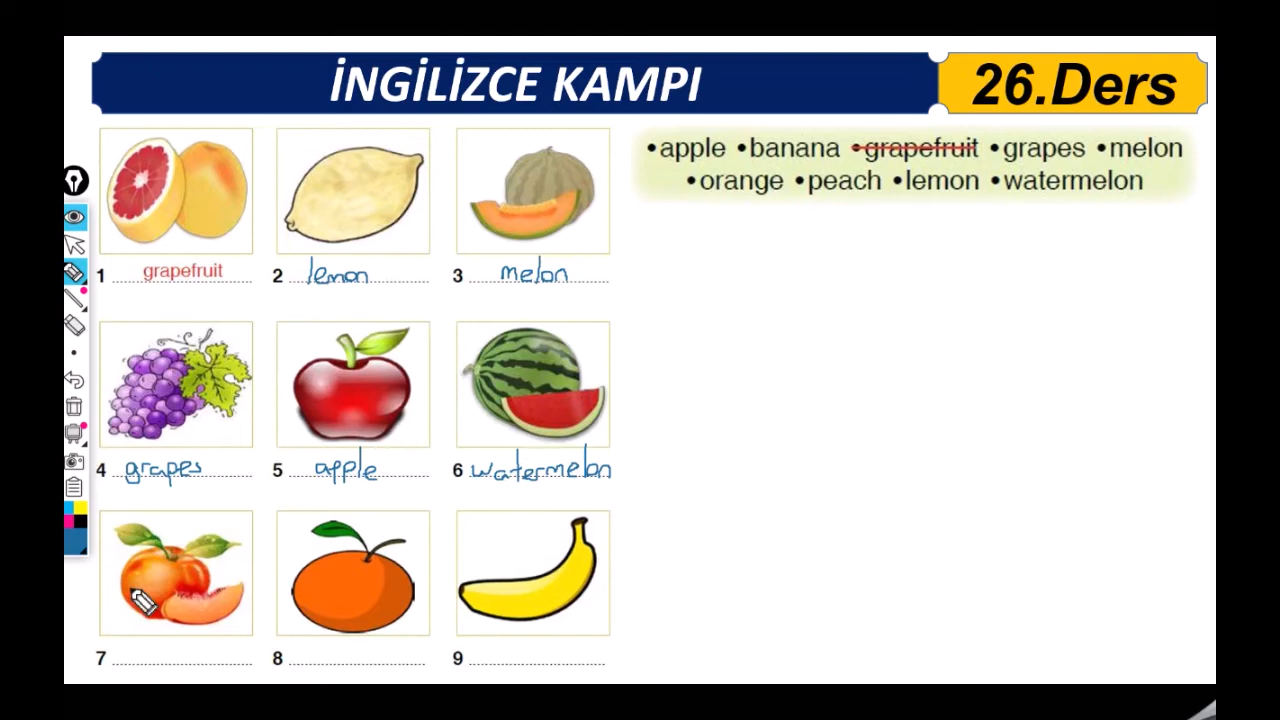 İNGİLİZCE KAMPI
26.Ders
•apple •banana •grapefruit •grapes •melon
•orange •peach •lemon •watermelon
1 grapefruit 2 lemon 3 melon
4 grapes 5 apple 6 watermelon
7 8 9